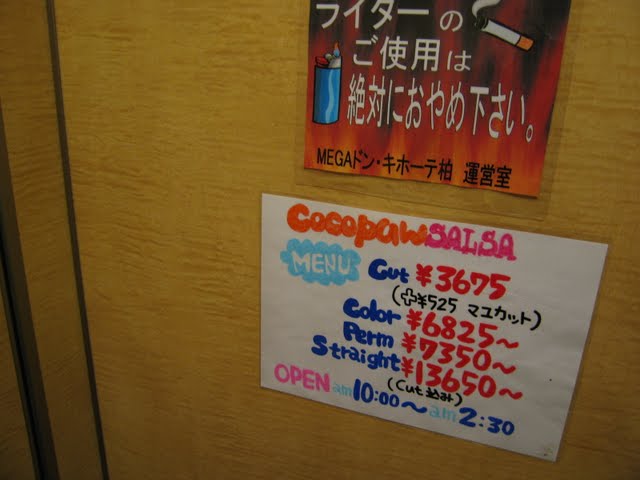 ライターの
ご使用は
絶対におやめ下さい。
MEGAドン・キホーテ柏 運営室
Cocopaw SALSA
MENU
Cut ¥3675
(✚¥525 マユカット)
Color ¥6825~
Perm ¥7350~
Straight ¥13650~
(Cut込み)
OPEN am10:00~am2:30